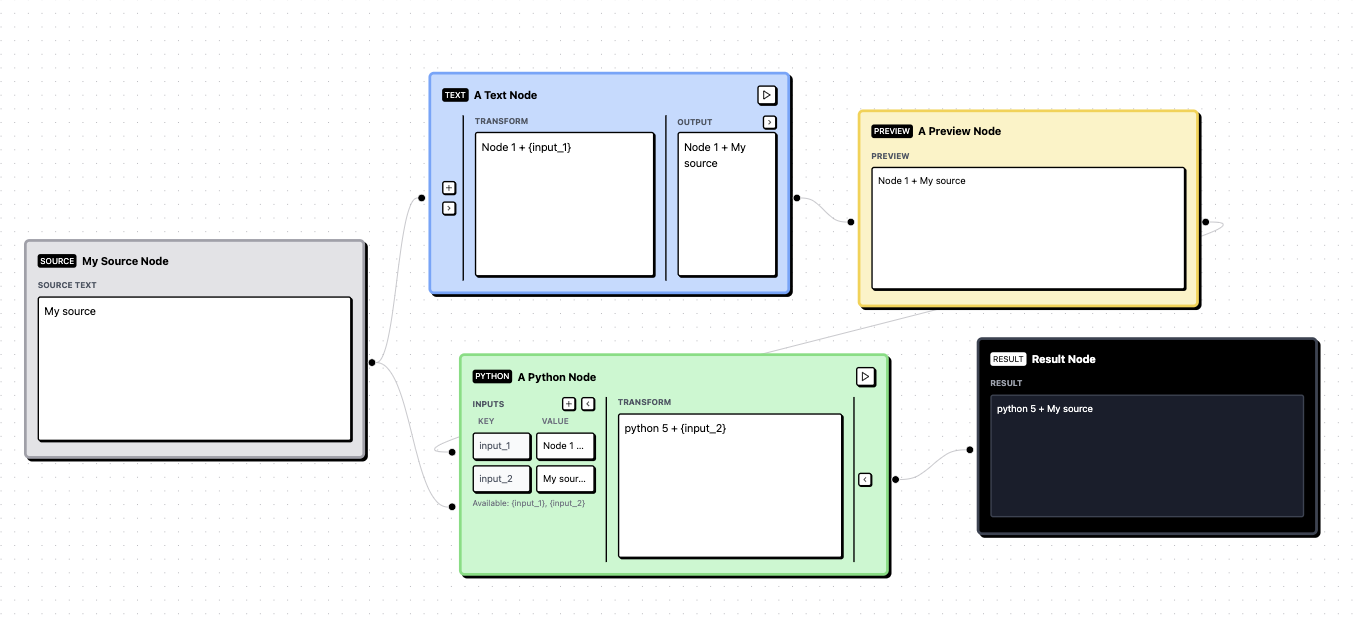 TEXT A Text Node
TRANSFORM
Node 1 + {input_1}
OUTPUT
Node 1 + My
source
PREVIEW A Preview Node
PREVIEW
Node 1 + My source
SOURCE My Source Node
SOURCE TEXT
My source
PYTHON A Python Node
INPUTS
KEY VALUE
input_1 Node 1 ...
input_2 My sour...
Available: {input_1}, {input_2}
TRANSFORM
python 5 + {input_2}
RESULT Result Node
RESULT
python 5 + My source